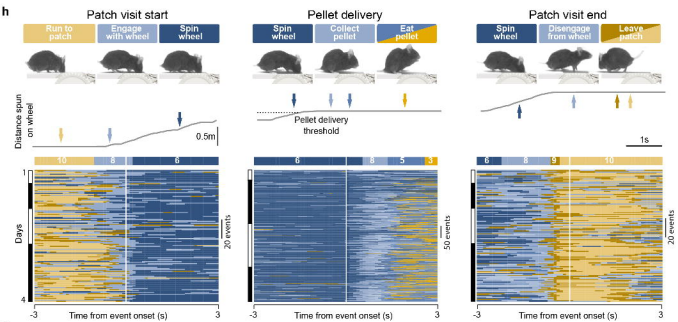 h
Patch visit start
Pellet delivery
Patch visit end
Run to patch
Engage with wheel
Spin wheel
Spin wheel
Collect pellet
Eat pellet
Spin wheel
Disengage from wheel
Leave patch
Distance spun on wheel
0.5m
Pellet delivery threshold
1s
10 8 6
6 8 5 3
6 8 9 10
1
Days
4
20 events
50 events
20 events
-3 Time from event onset (s) 3
-3 Time from event onset (s) 3
-3 Time from event onset (s) 3